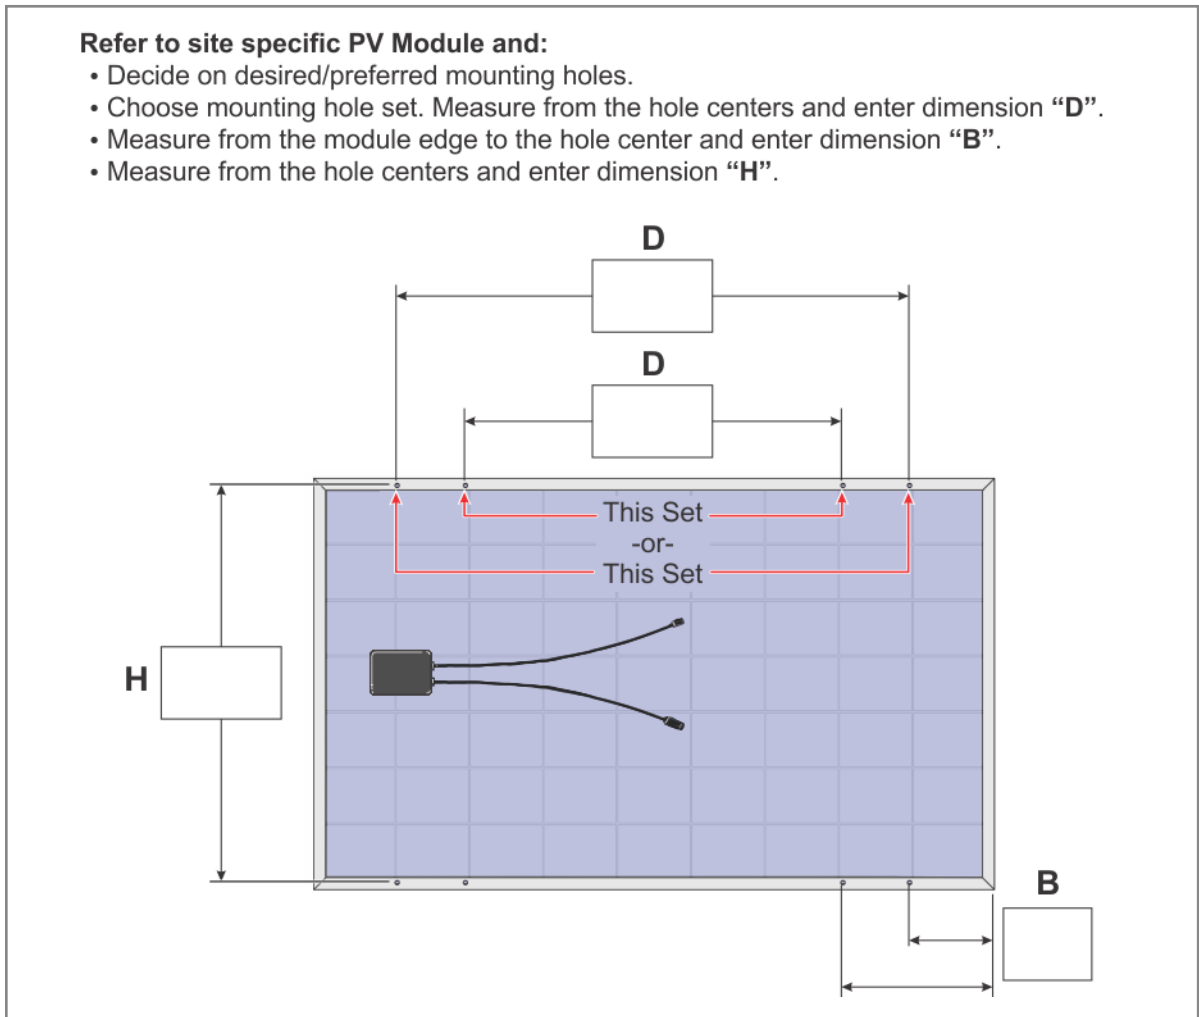 Refer to site specific PV Module and:
• Decide on desired/preferred mounting holes.
• Choose mounting hole set. Measure from the hole centers and enter dimension “D”.
• Measure from the module edge to the hole center and enter dimension “B”.
• Measure from the hole centers and enter dimension “H”.
D
D
This Set
-or-
This Set
H
B